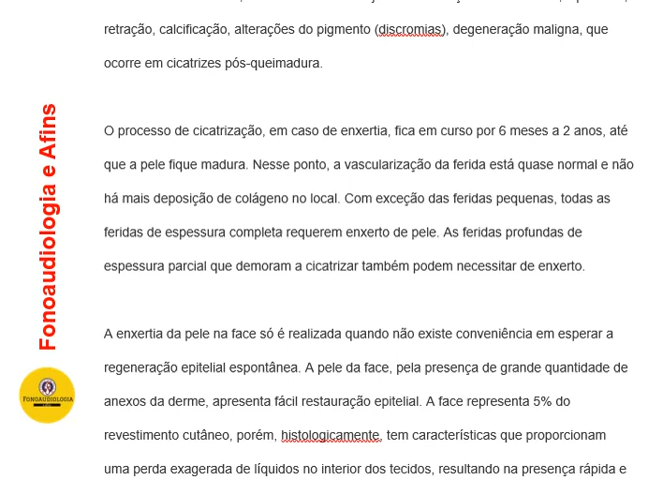 retração, calcificação, alterações do pigmento (discromias), degeneração maligna, que
ocorre em cicatrizes pós-queimadura.
O processo de cicatrização, em caso de enxertia, fica em curso por 6 meses a 2 anos, até
que a pele fique madura. Nesse ponto, a vascularização da ferida está quase normal e não
há mais deposição de colágeno no local. Com exceção das feridas pequenas, todas as
feridas de espessura completa requerem enxerto de pele. As feridas profundas de
espessura parcial que demoram a cicatrizar também podem necessitar de enxerto.
A enxertia da pele na face só é realizada quando não existe conveniência em esperar a
regeneração epitelial espontânea. A pele da face, pela presença de grande quantidade de
anexos da derme, apresenta fácil restauração epitelial. A face representa 5% do
revestimento cutâneo, porém, histologicamente, tem características que proporcionam
uma perda exagerada de líquidos no interior dos tecidos, resultando na presença rápida e
Fonoaudiologia e Afins
FONOAUDIOLOGIA